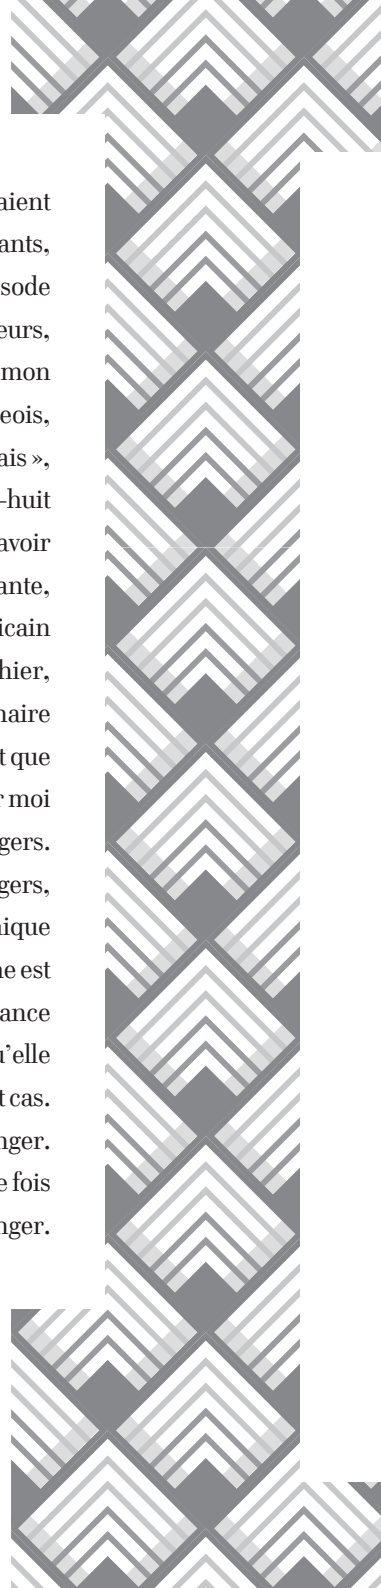 aient
ants,
sode
eurs,
mon
eois,
ais »,
-huit
avoir
ante,
icain
hier,
naire
t que
r moi
gers.
gers,
nique
ne est
ance
u’elle
t cas.
nger.
e fois
nger.